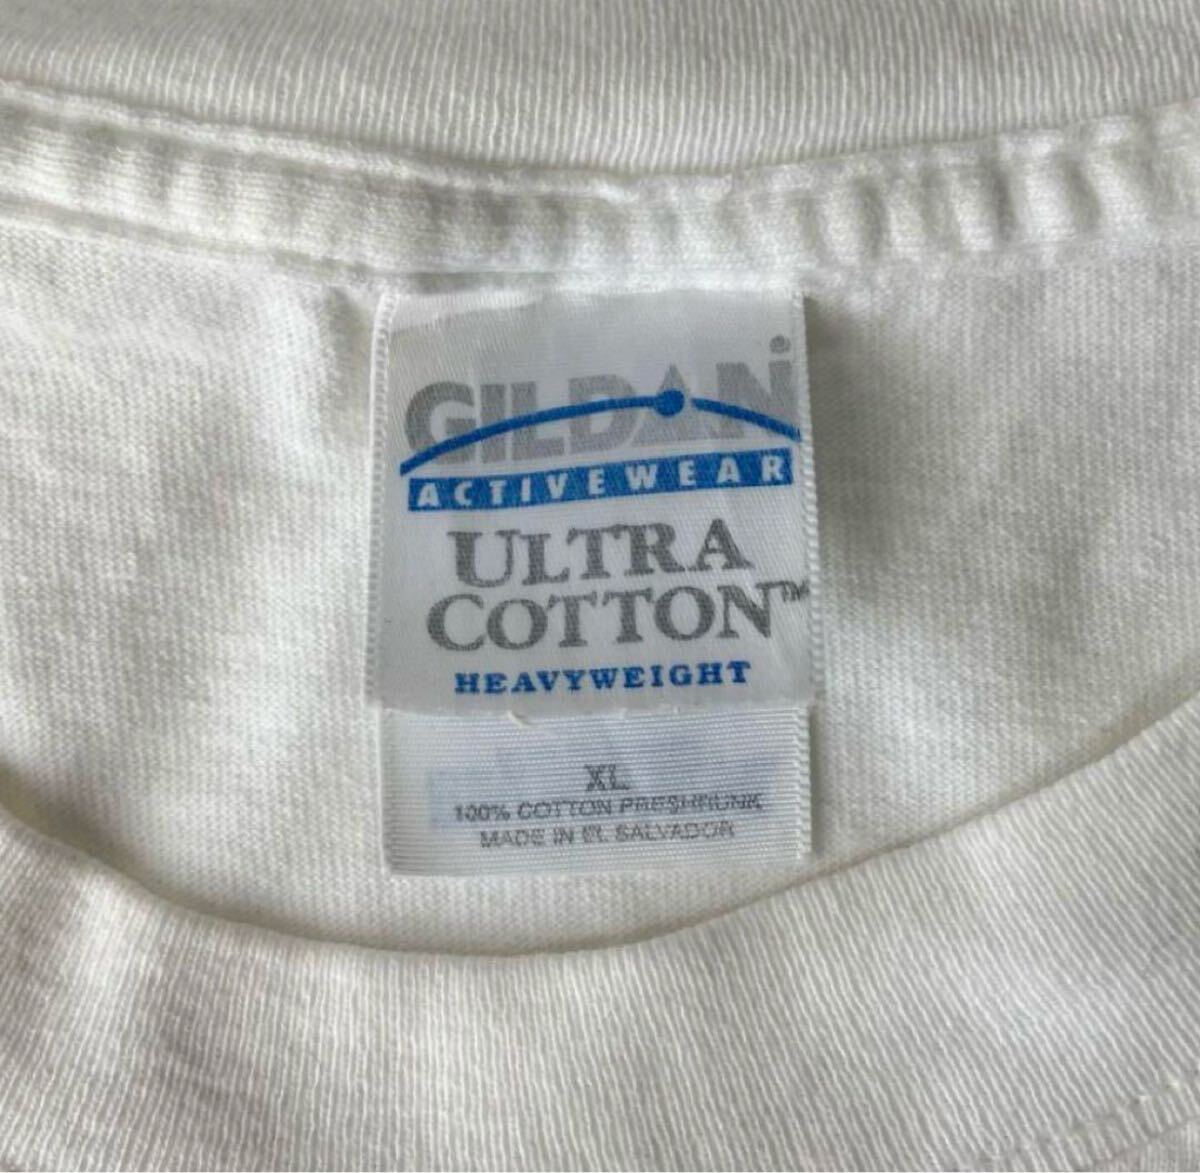 GILDAN®
ACTIVEWEAR
ULTRA
COTTON™
HEAVYWEIGHT
XL
100% COTTON PRESHRUNK
MADE IN EL SALVADOR